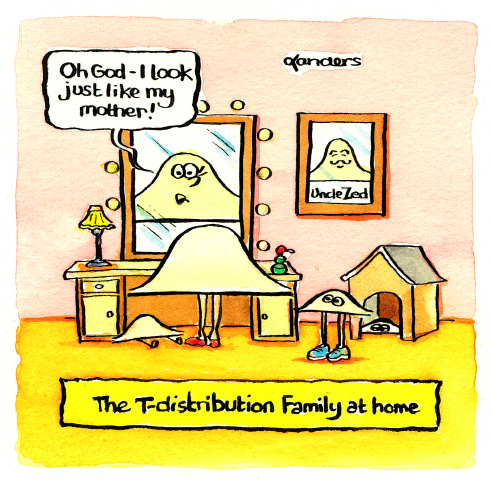 Oh God - I look
just like my
mother!
Uncle Zed
The T-distribution Family at home